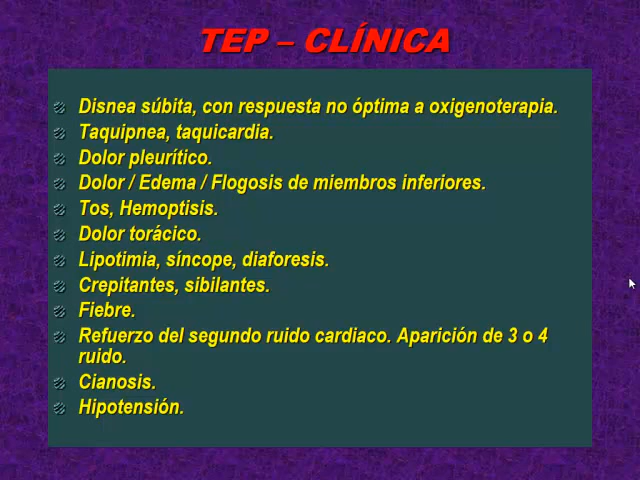 TEP – CLÍNICA
Disnea súbita, con respuesta no óptima a oxigenoterapia.
Taquipnea, taquicardia.
Dolor pleurítico.
Dolor / Edema / Flogosis de miembros inferiores.
Tos, Hemoptisis.
Dolor torácico.
Lipotimia, síncope, diaforesis.
Crepitantes, sibilantes.
Fiebre.
Refuerzo del segundo ruido cardiaco. Aparición de 3 o 4
ruido.
Cianosis.
Hipotensión.